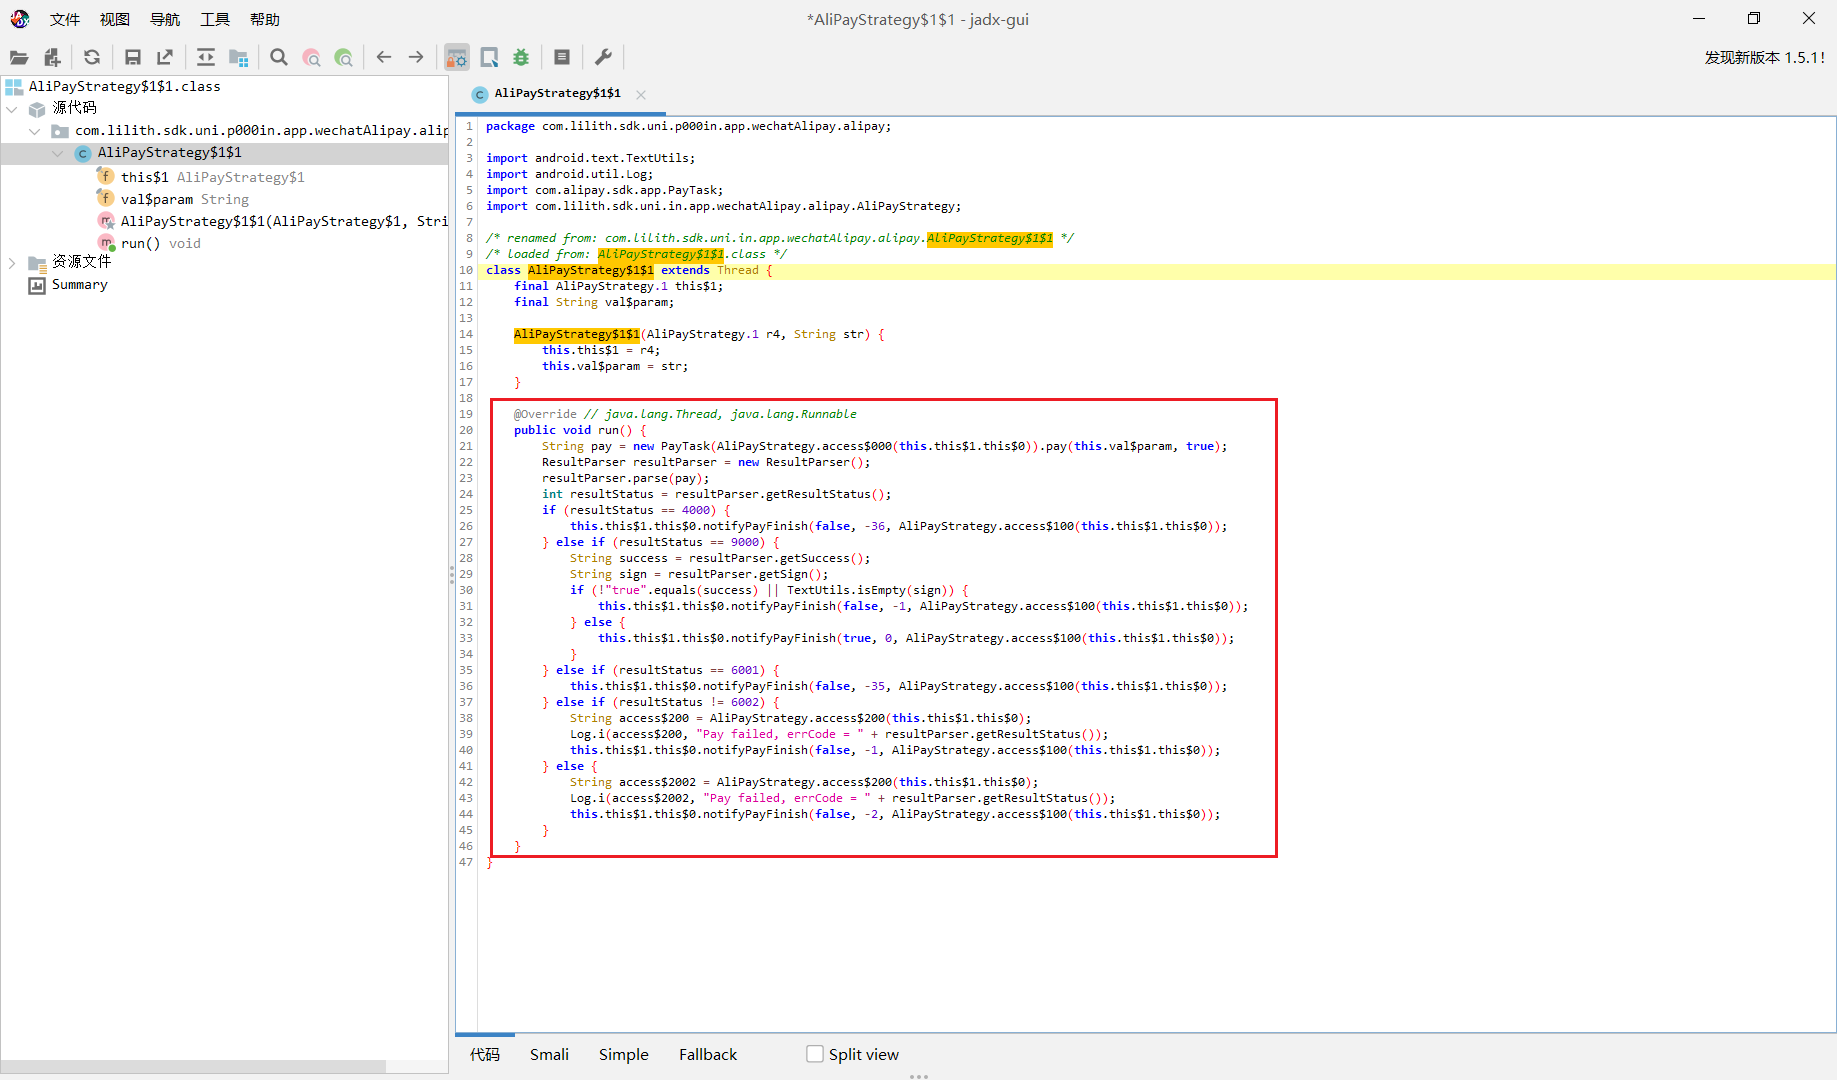 *AliPayStrategy$1$1 - jadx-gui
文件 视图 导航 工具 帮助
发现新版本 1.5.1!
AliPayStrategy$1$1.class
源代码
com.lilith.sdk.uni.p000in.app.wechatAlipay.alip
AliPayStrategy$1$1
this$1 AliPayStrategy$1
val$param String
AliPayStrategy$1$1(AliPayStrategy$1, Stri
run() void
资源文件
Summary
AliPayStrategy$1$1
1 package com.lilith.sdk.uni.p000in.app.wechatAlipay.alipay;
2
3 import android.text.TextUtils;
4 import android.util.Log;
5 import com.alipay.sdk.app.PayTask;
6 import com.lilith.sdk.uni.in.app.wechatAlipay.alipay.AliPayStrategy;
7
8 /* renamed from: com.lilith.sdk.uni.in.app.wechatAlipay.alipay.AliPayStrategy$1$1 */
9 /* loaded from: AliPayStrategy$1$1.class */
10 class AliPayStrategy$1$1 extends Thread {
11     final AliPayStrategy.1 this$1;
12     final String val$param;
13
14     AliPayStrategy$1$1(AliPayStrategy.1 r4, String str) {
15         this.this$1 = r4;
16         this.val$param = str;
17     }
18
19     @Override // java.lang.Thread, java.lang.Runnable
20     public void run() {
21         String pay = new PayTask(AliPayStrategy.access$000(this.this$1.this$0)).pay(this.val$param, true);
22         ResultParser resultParser = new ResultParser();
23         resultParser.parse(pay);
24         int resultStatus = resultParser.getResultStatus();
25         if (resultStatus == 4000) {
26             this.this$1.this$0.notifyPayFinish(false, -36, AliPayStrategy.access$100(this.this$1.this$0));
27         } else if (resultStatus == 9000) {
28             String success = resultParser.getSuccess();
29             String sign = resultParser.getSign();
30             if (!"true".equals(success) || TextUtils.isEmpty(sign)) {
31                 this.this$1.this$0.notifyPayFinish(false, -1, AliPayStrategy.access$100(this.this$1.this$0));
32             } else {
33                 this.this$1.this$0.notifyPayFinish(true, 0, AliPayStrategy.access$100(this.this$1.this$0));
34             }
35         } else if (resultStatus == 6001) {
36             this.this$1.this$0.notifyPayFinish(false, -35, AliPayStrategy.access$100(this.this$1.this$0));
37         } else if (resultStatus != 6002) {
38             String access$200 = AliPayStrategy.access$200(this.this$1.this$0);
39             Log.i(access$200, "Pay failed, errCode = " + resultParser.getResultStatus());
40             this.this$1.this$0.notifyPayFinish(false, -1, AliPayStrategy.access$100(this.this$1.this$0));
41         } else {
42             String access$2002 = AliPayStrategy.access$200(this.this$1.this$0);
43             Log.i(access$2002, "Pay failed, errCode = " + resultParser.getResultStatus());
44             this.this$1.this$0.notifyPayFinish(false, -2, AliPayStrategy.access$100(this.this$1.this$0));
45         }
46     }
47 }
代码 Smali Simple Fallback Split view